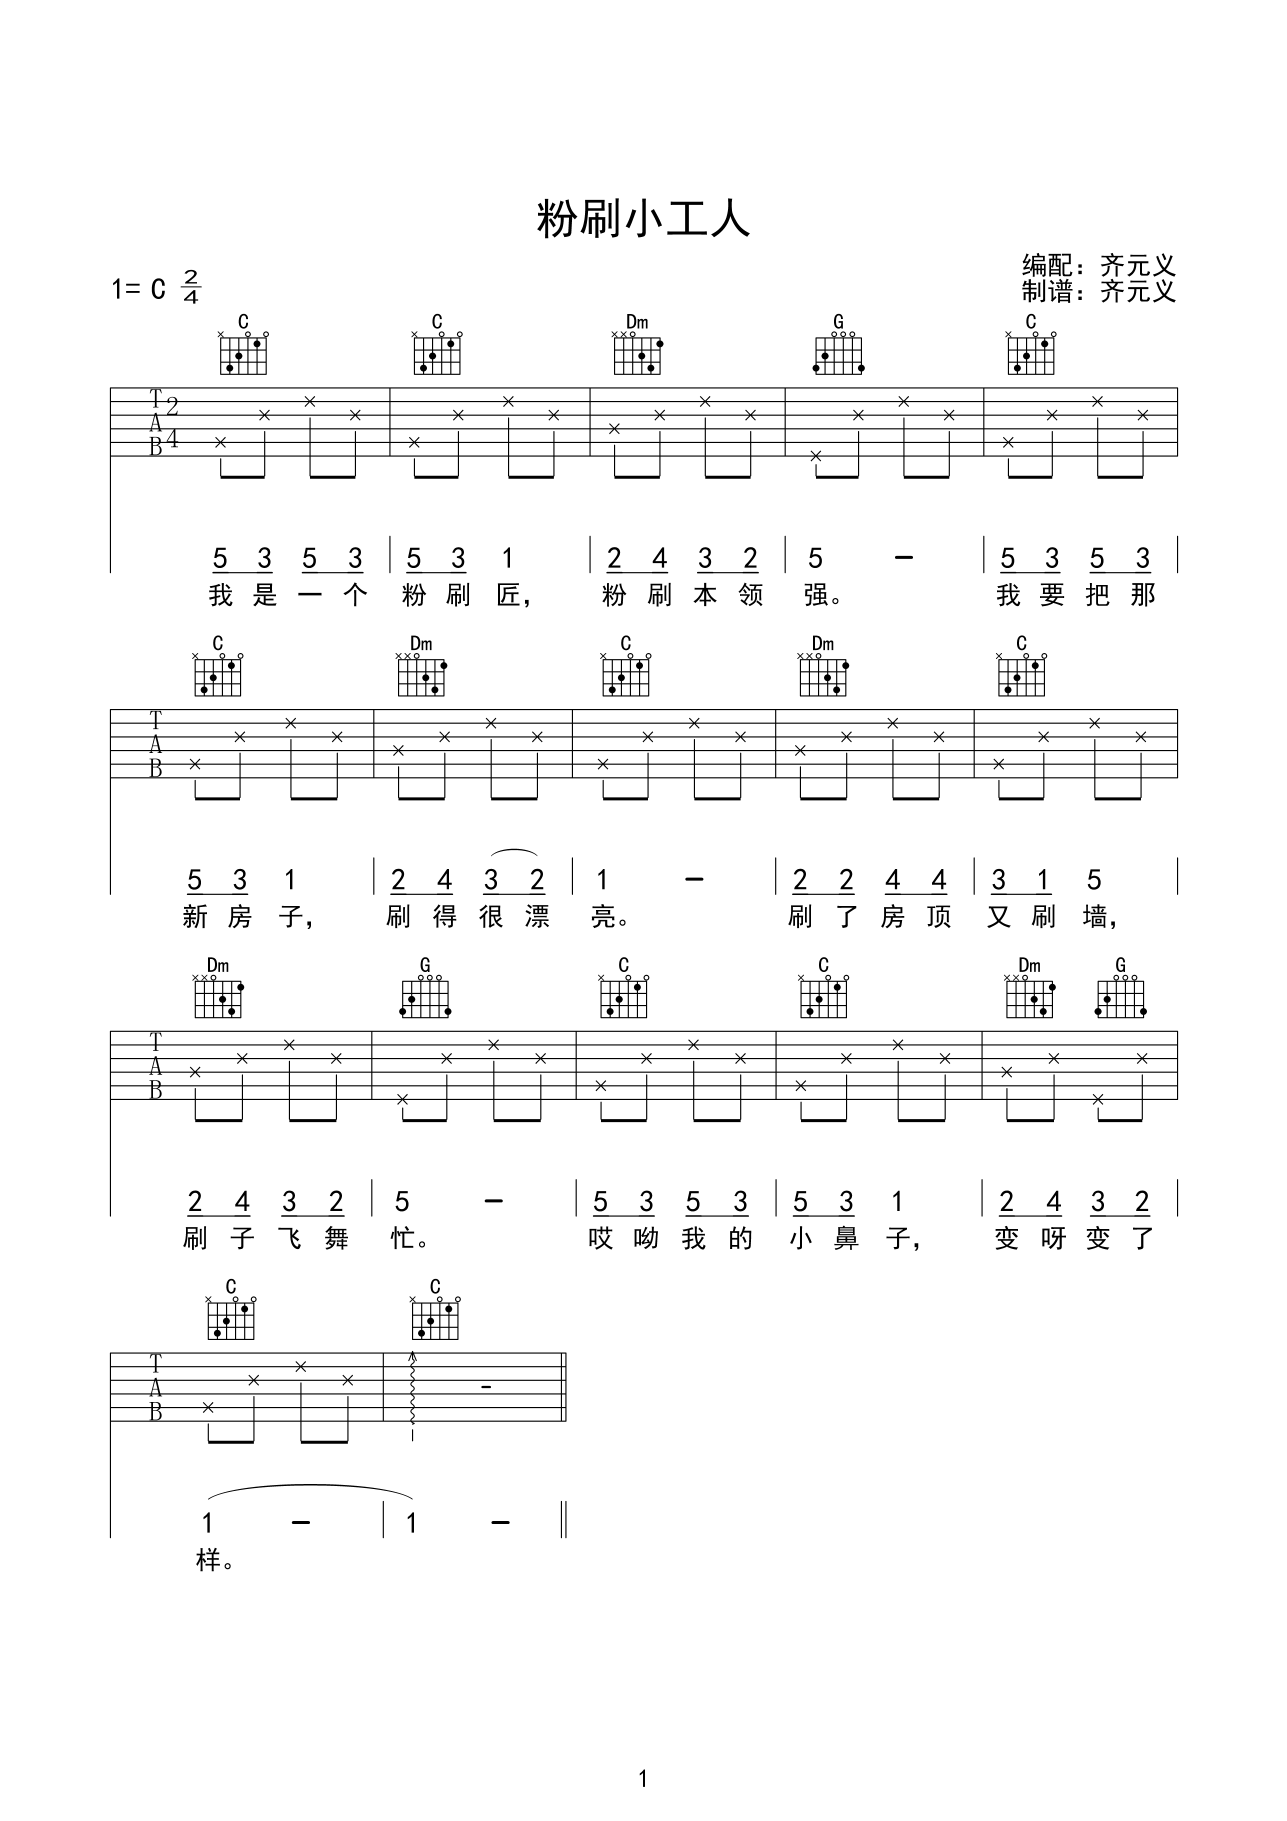 粉刷小工人
1= C 2/4
编配：齐元义
制谱：齐元义
C C Dm G C
T A B 2 4
5 3 5 3 5 3 1 2 4 3 2 5 - 5 3 5 3
我是一个粉刷匠， 粉刷本领强。 我要把那
C Dm C Dm C
T A B
5 3 1 2 4 3 2 1 - 2 2 4 4 3 1 5
新房子， 刷得很漂亮。 刷了房顶又刷墙，
Dm G C C Dm G
T A B
2 4 3 2 5 - 5 3 5 3 5 3 1 2 4 3 2
刷子飞舞忙。 哎呦我的小鼻子， 变呀变了
C C
T A B
1 - 1 -
样。
1